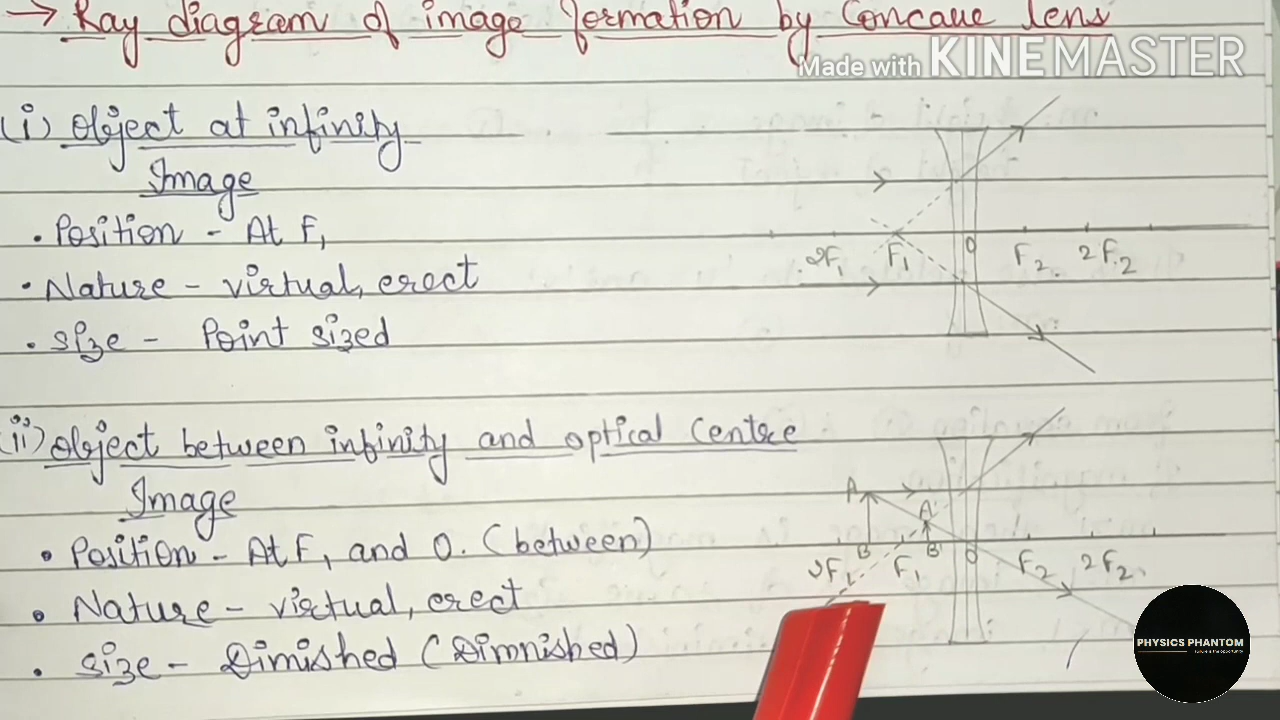 → Ray diagram of image formation by Concave lens
Made with KINEMASTER
(i) Object at infinity
Image
• Position - At F₁
• Nature - virtual, erect
• Size - Point sized
2F₁ F₁ O F₂ 2F₂
(ii) Object between infinity and optical Centre
Image
• Position - At F₁ and O. (between)
• Nature - virtual, erect
• Size - Dimished (Dimnished)
A A'
B B'
2F₁ F₁ O F₂ 2F₂
PHYSICS PHANTOM